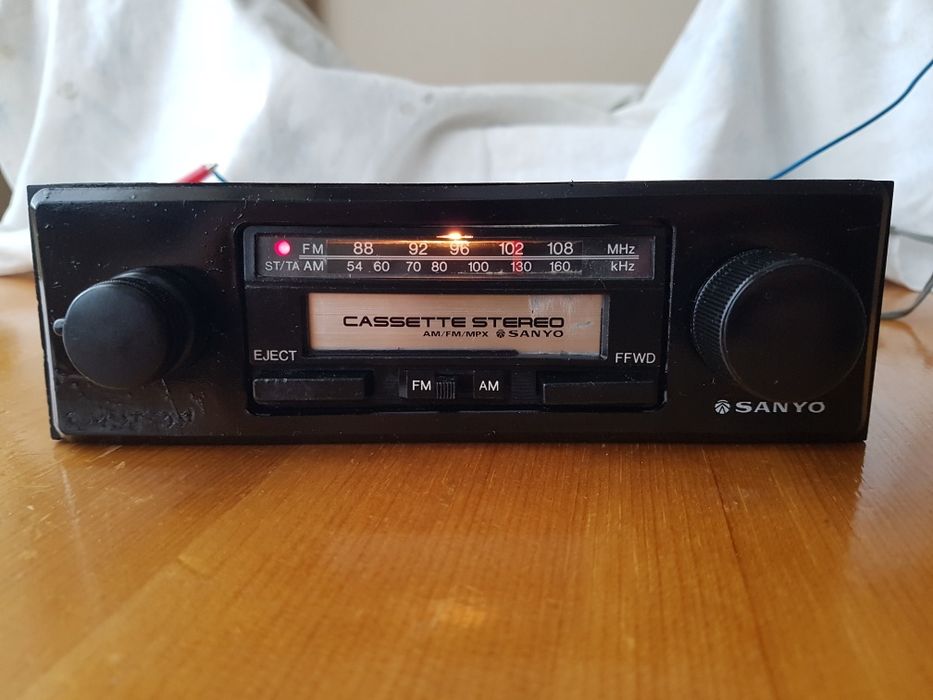 FM 88 92 96 102 108 MHz
ST/TA AM 54 60 70 80 100 130 160 kHz
CASSETTE STEREO
AM/FM/MPX SANYO
EJECT
FFWD
FM AM
SANYO